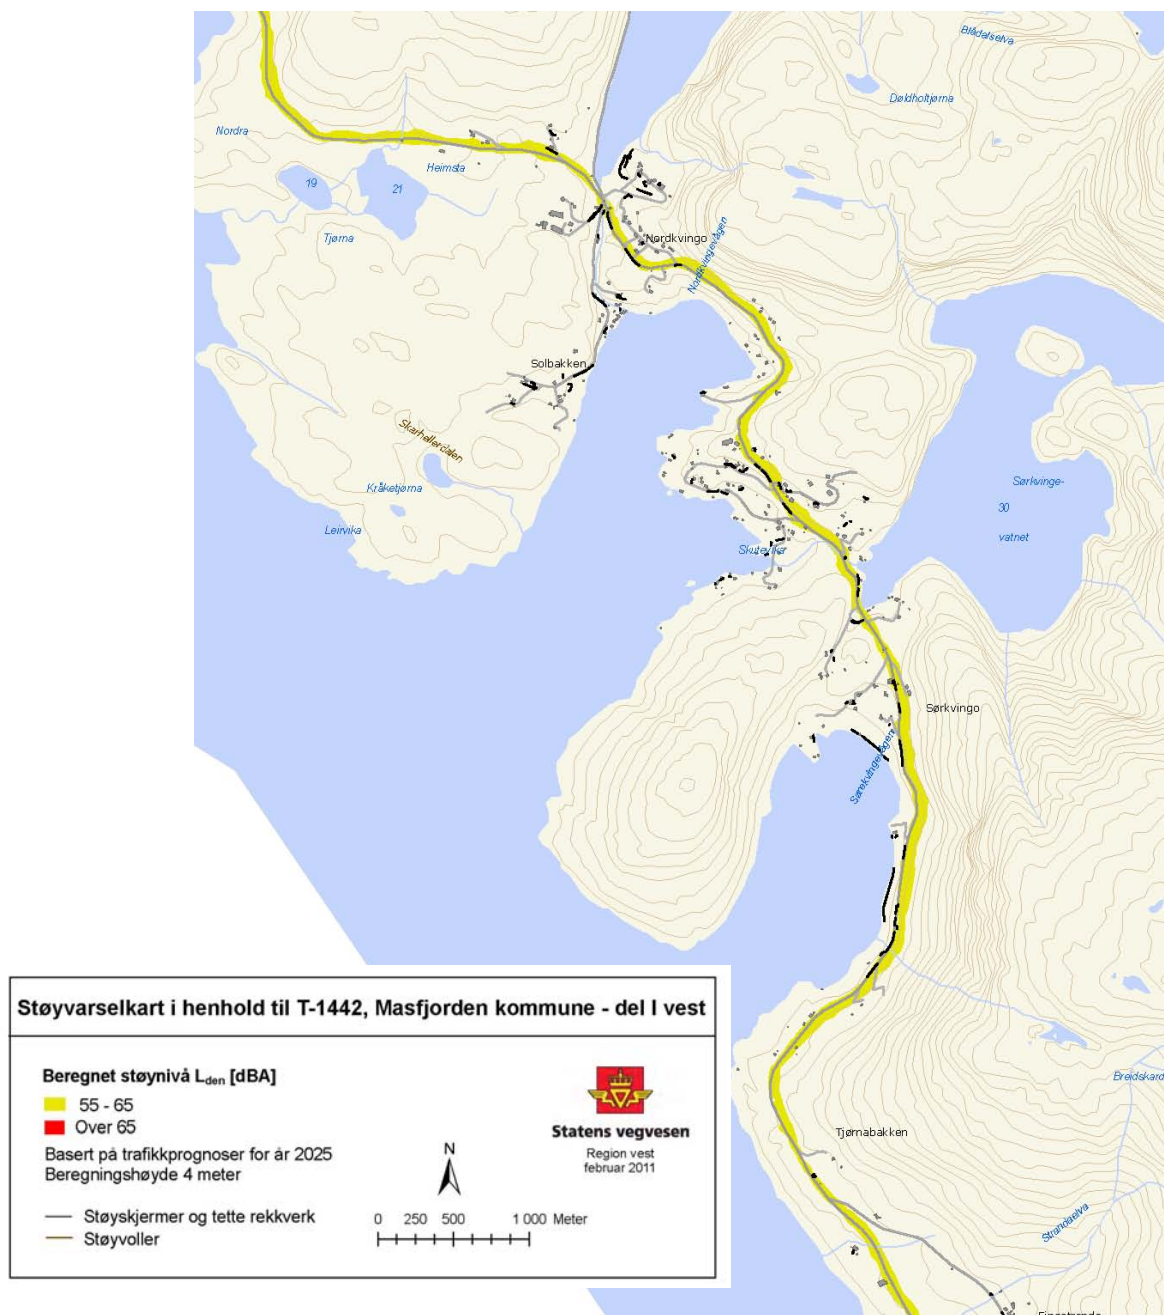 Blådalselva
Døldholtjørna
Nordra
Heimsta
19
21
Tjørna
Nordkvingo
Nordkvingevågen
Solbakken
Skarhellerdalen
Kråketjørna
Leirvika
Sørkvinge-
30
vatnet
Skutevika
Sørkvingo
Sørekvingevågen
Støyvarselkart i henhold til T-1442, Masfjorden kommune - del I vest
Beregnet støynivå Lden [dBA]
55 - 65
Over 65
Basert på trafikkprognoser for år 2025
Beregningshøyde 4 meter
Støyskjermer og tette rekkverk
Støyvoller
N
0 250 500 1 000 Meter
Statens vegvesen
Region vest
februar 2011
Breidskard
Tjørnabakken
Strandaelva